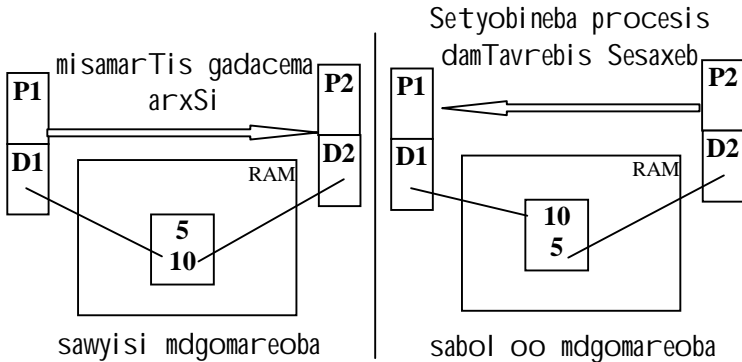 misamarTis gadacema
arxSi
P1
P2
D1
D2
RAM
5
10
sawyisi mdgomareoba
Setyobineba procesis
damTavrebis Sesaxeb
P1
P2
D1
D2
RAM
10
5
saboloo mdgomareoba